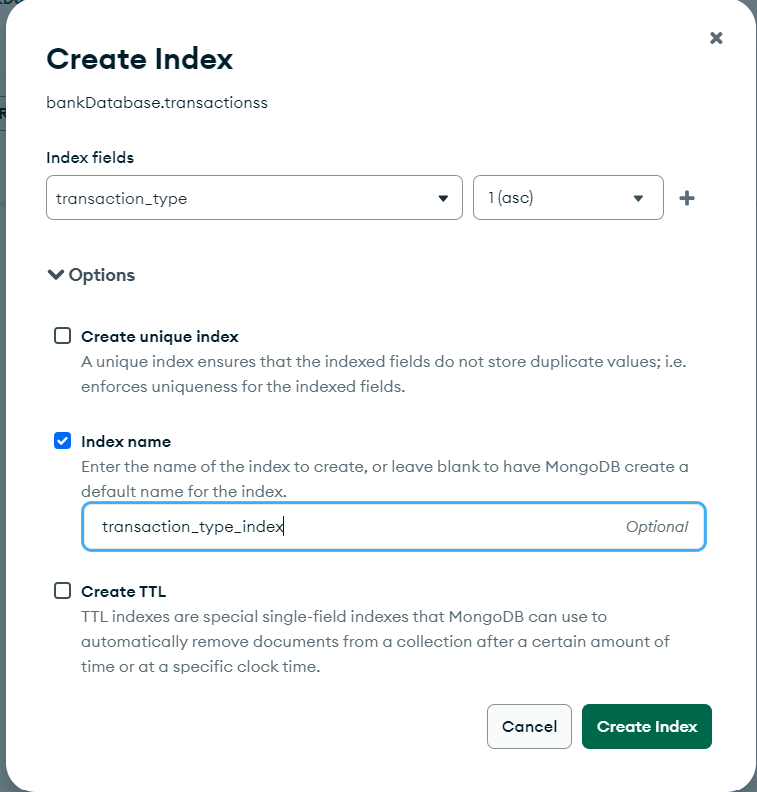 Create Index
bankDatabase.transactionss
Index fields
transaction_type
1 (asc)
Options
Create unique index
A unique index ensures that the indexed fields do not store duplicate values; i.e.
enforces uniqueness for the indexed fields.
Index name
Enter the name of the index to create, or leave blank to have MongoDB create a
default name for the index.
transaction_type_index Optional
Create TTL
TTL indexes are special single-field indexes that MongoDB can use to
automatically remove documents from a collection after a certain amount of
time or at a specific clock time.
Cancel
Create Index